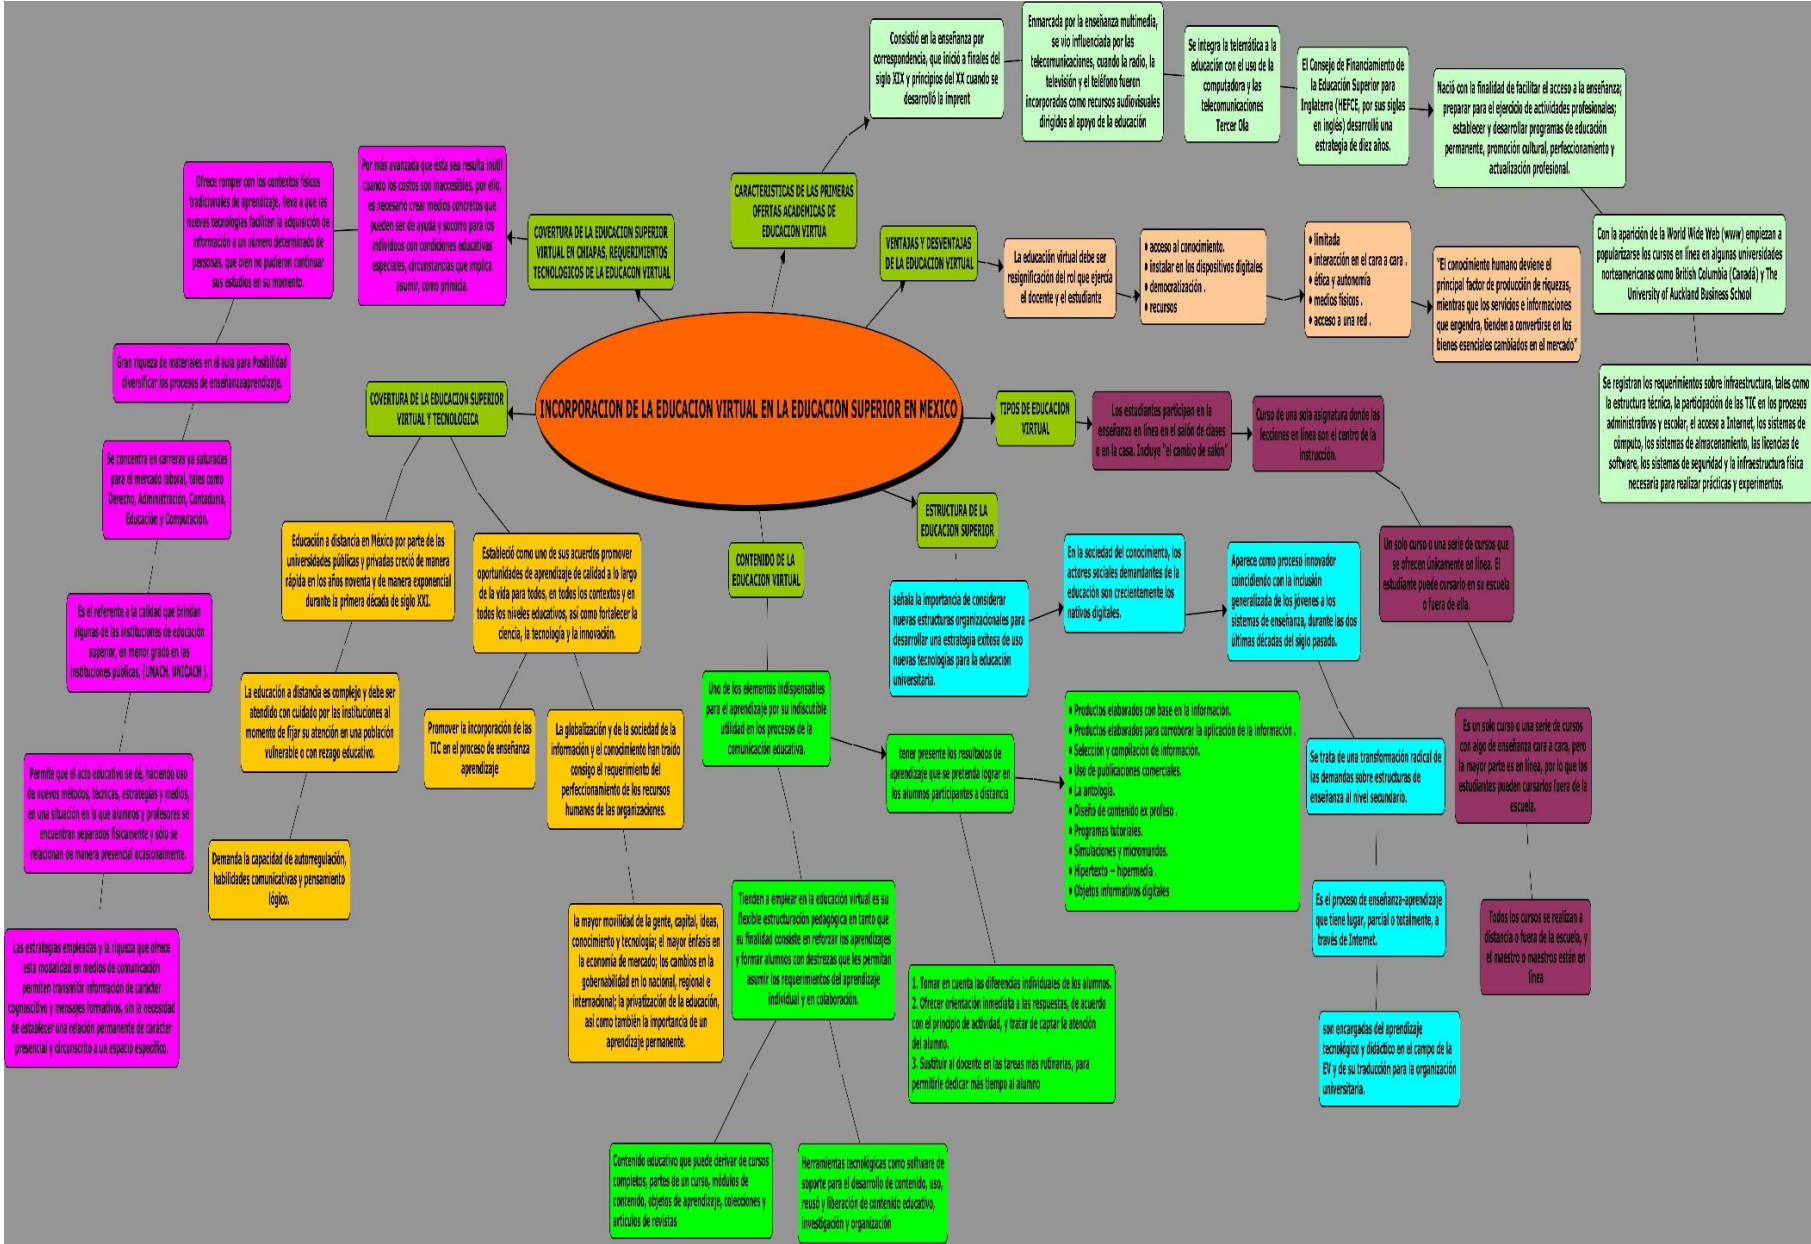 INCORPORACION DE LA EDUCACION VIRTUAL EN LA EDUCACION SUPERIOR EN MEXICO
CARACTERISTICAS DE LAS PRIMERAS
OFERTAS ACADEMICAS DE
EDUCACION VIRTUA
Consistió en la enseñanza por
correspondencia, que inició a finales del
siglo XIX y principios del XX cuando se
desarrolló la imprent
Enmarcada por la enseñanza multimedia,
se vio influenciada por las
telecomunicaciones, cuando la radio, la
televisión y el teléfono fueron
incorporados como recursos audiovisuales
dirigidos al apoyo de la educación
Se integra la telemática a la
educación con el uso de la
computadora y las
telecomunicaciones
Tercer Ola
El Consejo de Financiamiento de
la Educación Superior para
Inglaterra (HEFCE, por sus siglas
en inglés) desarrolló una
estrategia de diez años.
Nació con la finalidad de facilitar el acceso a la enseñanza;
preparar para el ejercicio de actividades profesionales;
establecer y desarrollar programas de educación
permanente, promoción cultural, perfeccionamiento y
actualización profesional.
Con la aparición de la World Wide Web (www) empiezan a
popularizarse los cursos en línea en algunas universidades
norteamericanas como British Columbia (Canadá) y The
University of Auckland Business School
Se registran los requerimientos sobre infraestructura, tales como
la estructura técnica, la participación de las TIC en los procesos
administrativos y escolar, el acceso a Internet, los sistemas de
cómputo, los sistemas de almacenamiento, las licencias de
software, los sistemas de seguridad y la infraestructura física
necesaria para realizar prácticas y experimentos.
VENTAJAS Y DESVENTAJAS
DE LA EDUCACION VIRTUAL
La educación virtual debe ser
resignificación del rol que ejercía
el docente y el estudiante
• acceso al conocimiento.
• instalar en los dispositivos digitales
• democratización .
• recursos
• limitada
• interacción en el cara a cara .
• ética y autonomía
• medios físicos .
• acceso a una red .
"El conocimiento humano deviene el
principal factor de producción de riquezas,
mientras que los servicios e informaciones
que engendra, tienden a convertirse en los
bienes esenciales cambiados en el mercado"
TIPOS DE EDUCACION
VIRTUAL
Los estudiantes participan en la
enseñanza en línea en el salón de clases
o en la casa. Incluye "el cambio de salón"
Curso de una sola asignatura donde las
lecciones en línea son el centro de la
instrucción.
Un solo curso o una serie de cursos que
se ofrecen únicamente en línea. El
estudiante puede cursarlo en su escuela
o fuera de ella.
Es un solo curso o una serie de cursos
con algo de enseñanza cara a cara, pero
la mayor parte es en línea, por lo que los
estudiantes pueden cursarlos fuera de la
escuela.
Todos los cursos se realizan a
distancia o fuera de la escuela, y
el maestro o maestros están en
línea
ESTRUCTURA DE LA
EDUCACION SUPERIOR
señala la importancia de considerar
nuevas estructuras organizacionales para
desarrollar una estrategia exitosa de uso
nuevas tecnologías para la educación
universitaria.
En la sociedad del conocimiento, los
actores sociales demandantes de la
educación son crecientemente los
nativos digitales.
Aparece como proceso innovador
coincidiendo con la inclusión
generalizada de los jóvenes a los
sistemas de enseñanza, durante las dos
últimas décadas del siglo pasado.
Se trata de una transformación radical de
las demandas sobre estructuras de
enseñanza al nivel secundario.
Es el proceso de enseñanza-aprendizaje
que tiene lugar, parcial o totalmente, a
través de Internet.
son encargadas del aprendizaje
tecnológico y didáctico en el campo de la
EV y de su traducción para la organización
universitaria.
CONTENIDO DE LA
EDUCACION VIRTUAL
Uno de los elementos indispensables
para el aprendizaje por su indiscutible
utilidad en los procesos de la
comunicación educativa.
tener presente los resultados de
aprendizaje que se pretenda lograr en
los alumnos participantes a distancia
• Productos elaborados con base en la información.
• Productos elaborados para corroborar la aplicación de la información .
• Selección y compilación de información.
• Uso de publicaciones comerciales.
• La antología.
• Diseño de contenido ex profeso .
• Programas tutoriales.
• Simulaciones y micromundos.
• Hipertexto – hipermedia .
• Objetos informativos digitales
1. Tomar en cuenta las diferencias individuales de los alumnos.
2. Ofrecer orientación inmediata a las respuestas, de acuerdo
con el principio de actividad, y tratar de captar la atención
del alumno.
3. Sustituir al docente en las tareas más rutinarias, para
permitirle dedicar más tiempo al alumno
Tienden a emplear en la educación virtual es su
flexible estructuración pedagógica en tanto que
su finalidad consiste en reforzar los aprendizajes
y formar alumnos con destrezas que les permitan
asumir los requerimientos del aprendizaje
individual y en colaboración.
Contenido educativo que puede derivar de cursos
completos, partes de un curso, módulos de
contenido, objetos de aprendizaje, colecciones y
artículos de revistas
Herramientas tecnológicas como software de
soporte para el desarrollo de contenido, uso,
reusó y liberación de contenido educativo,
investigación y organización
COVERTURA DE LA EDUCACION SUPERIOR
VIRTUAL Y TECNOLOGICA
Educación a distancia en México por parte de las
universidades públicas y privadas creció de manera
rápida en los años noventa y de manera exponencial
durante la primera década de siglo XXI.
La educación a distancia es complejo y debe ser
atendido con cuidado por las instituciones al
momento de fijar su atención en una población
vulnerable o con rezago educativo.
Demanda la capacidad de autorregulación,
habilidades comunicativas y pensamiento
lógico.
Estableció como uno de sus acuerdos promover
oportunidades de aprendizaje de calidad a lo largo
de la vida para todos, en todos los contextos y en
todos los niveles educativos, así como fortalecer la
ciencia, la tecnología y la innovación.
Promover la incorporación de las
TIC en el proceso de enseñanza
aprendizaje
La globalización y de la sociedad de la
información y el conocimiento han traído
consigo el requerimiento del
perfeccionamiento de los recursos
humanos de las organizaciones.
la mayor movilidad de la gente, capital, ideas,
conocimiento y tecnología; el mayor énfasis en
la economía de mercado; los cambios en la
gobernabilidad en lo nacional, regional e
internacional; la privatización de la educación,
así como también la importancia de un
aprendizaje permanente.
COVERTURA DE LA EDUCACION SUPERIOR
VIRTUAL EN CHIAPAS, REQUERIMIENTOS
TECNOLOGICOS DE LA EDUCACON VIRTUAL
Por más avanzada que ésta sea resulta inútil
cuando los costos son inaccesibles, por ello,
es necesario crear medios concretos que
pueden ser de ayuda y socorro para los
individuos con condiciones educativas
especiales, circunstancias que implica
asumir, como primicia.
Ofrece romper con los contextos físicos
tradicionales de aprendizaje, lleva a que las
nuevas tecnologías faciliten la adquisición de
información a un número determinado de
personas, que bien no pudieron continuar
sus estudios en su momento.
Gran riqueza de materiales en el aula para Posibilidad
diversificar los procesos de enseñanzaaprendizaje.
Se concentra en carreras ya saturadas
para el mercado laboral, tales como
Derecho, Administración, Contaduría,
Educación y Computación.
Es el referente a la calidad que brindan
algunas de las instituciones de educación
superior, en menor grado en las
instituciones públicas, (UNACH, UNICACH ).
Permite que el acto educativo se dé, haciendo uso
de nuevos métodos, técnicas, estrategias y medios,
en una situación en la que alumnos y profesores se
encuentran separados físicamente y sólo se
relacionan de manera presencial ocasionalmente.
Las estrategias empleadas y la riqueza que ofrece
esta modalidad en medios de comunicación
permiten transmitir información de carácter
cognoscitivo y mensajes formativos, sin la necesidad
de establecer una relación permanente de carácter
presencial y circunscrito a un espacio específico.